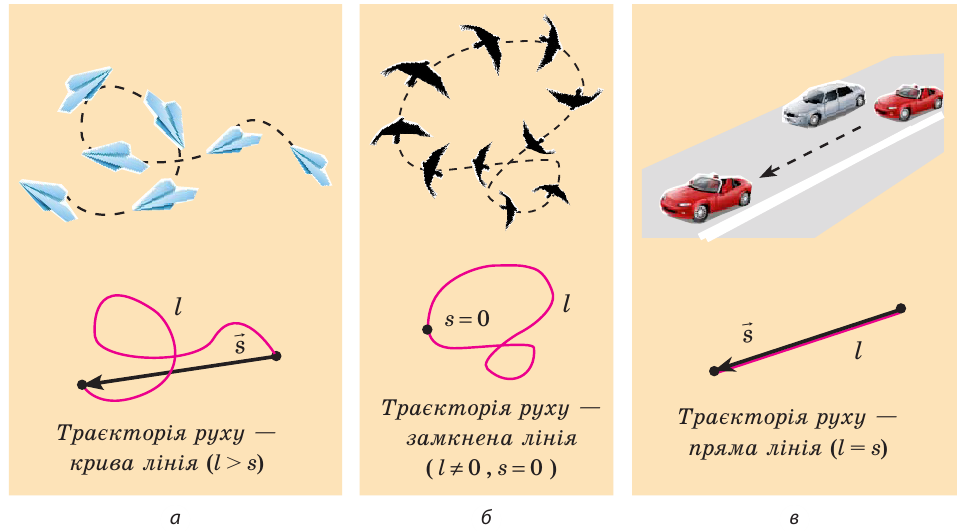 l
s⃗
Траєкторія руху —
крива лінія (l > s)
а
s = 0
l
Траєкторія руху —
замкнена лінія
( l ≠ 0 , s = 0 )
б
s⃗
l
Траєкторія руху —
пряма лінія (l = s)
в